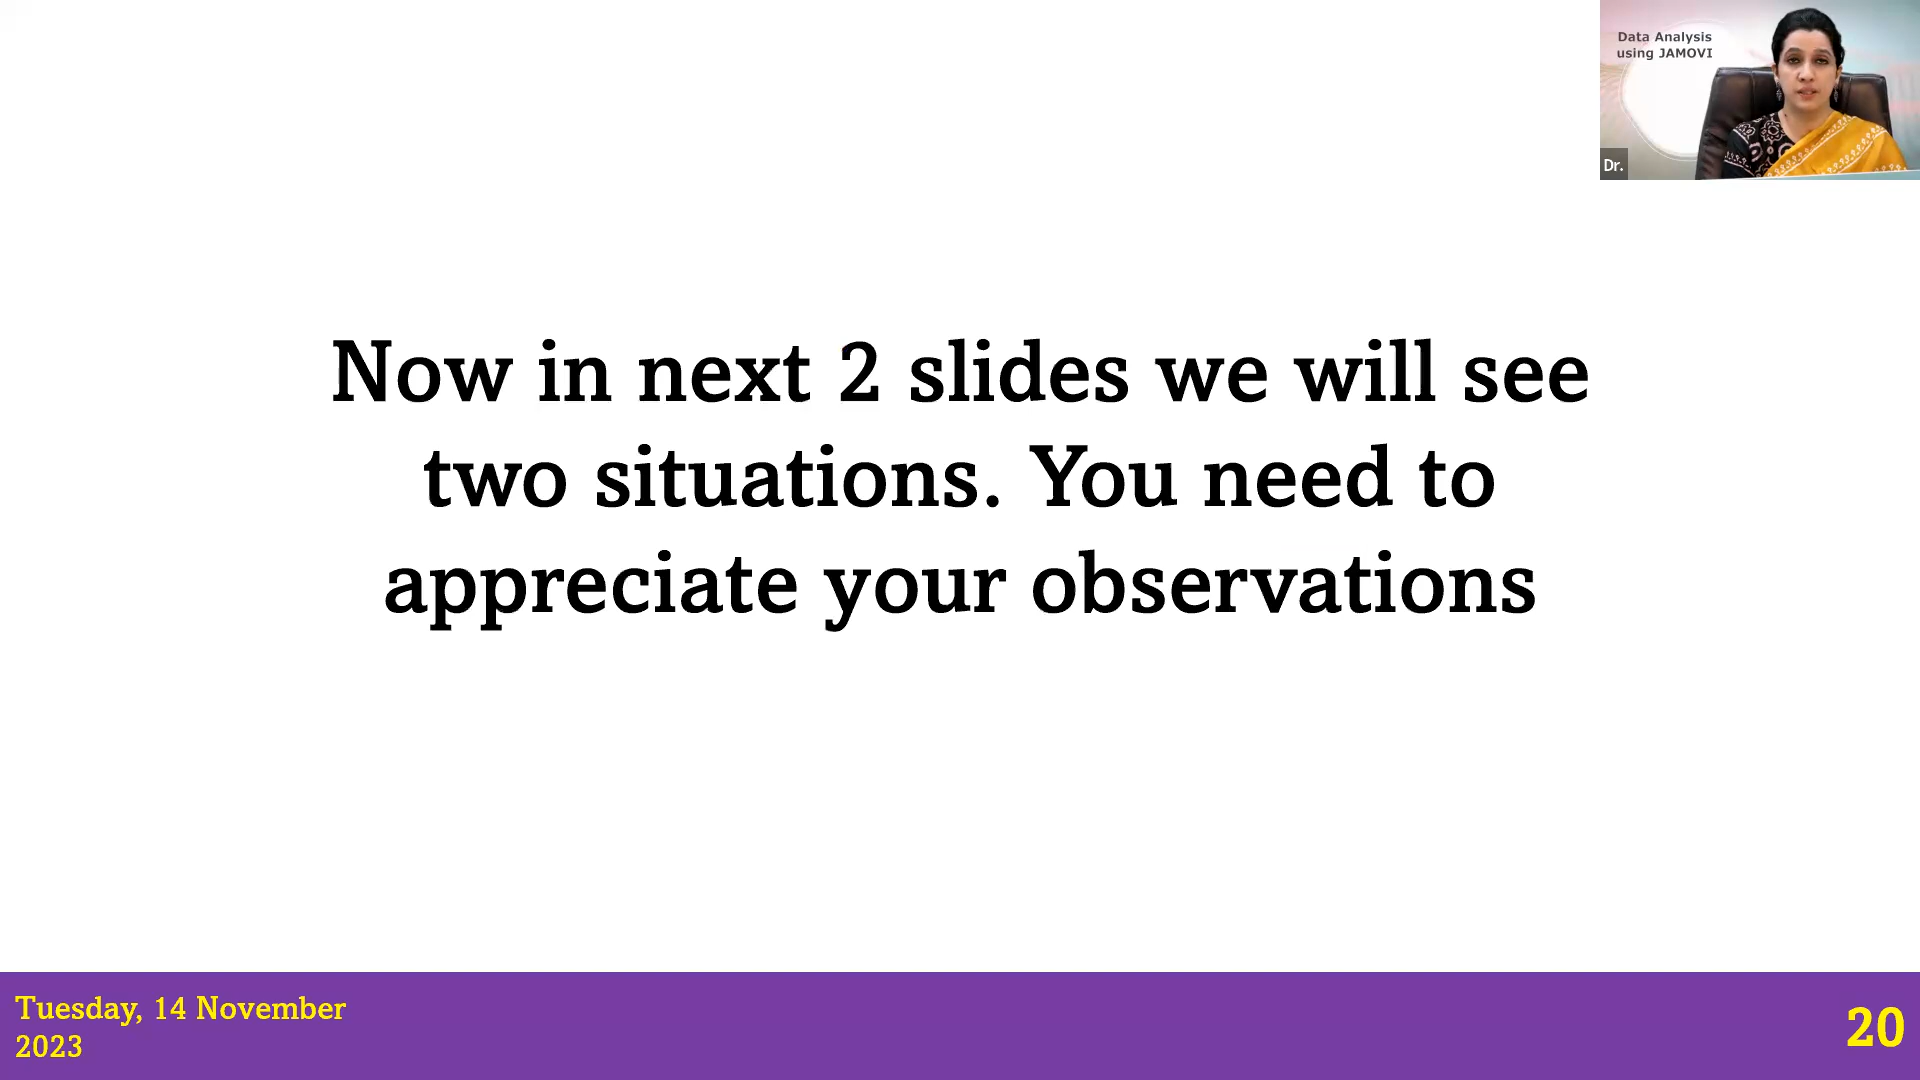 Data Analysis
using JAMOVI
Dr.
Now in next 2 slides we will see
two situations. You need to
appreciate your observations
Tuesday, 14 November
2023
20